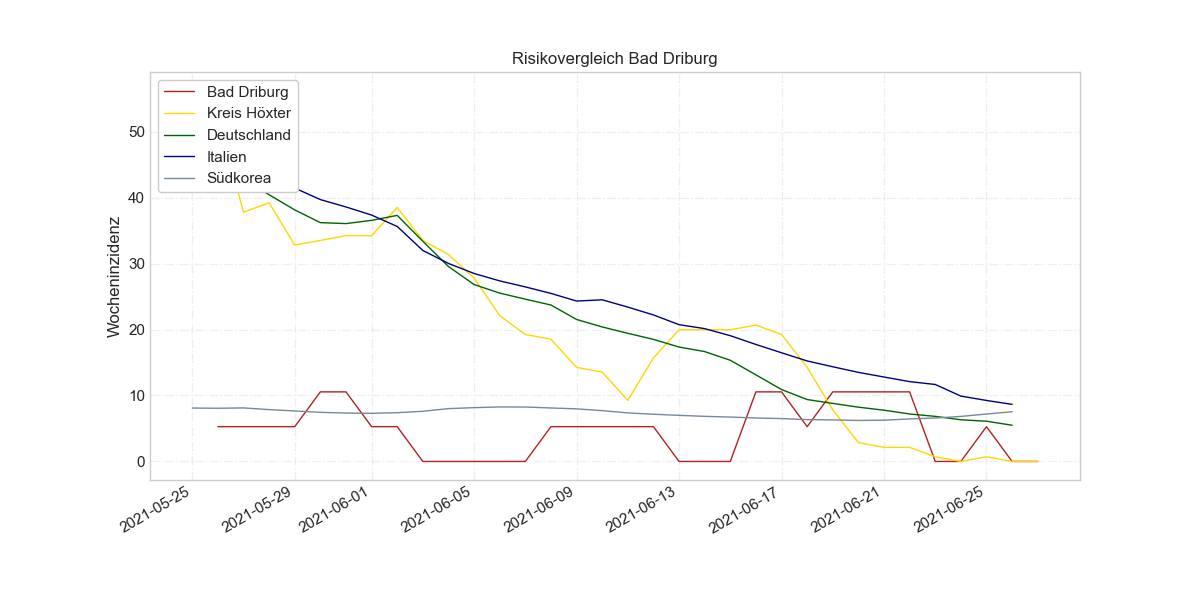 Risikovergleich Bad Driburg
Bad Driburg
Kreis Höxter
Deutschland
Italien
Südkorea
Wocheninzidenz
50
40
30
20
10
0
2021-05-25
2021-05-29
2021-06-01
2021-06-05
2021-06-09
2021-06-13
2021-06-17
2021-06-21
2021-06-25